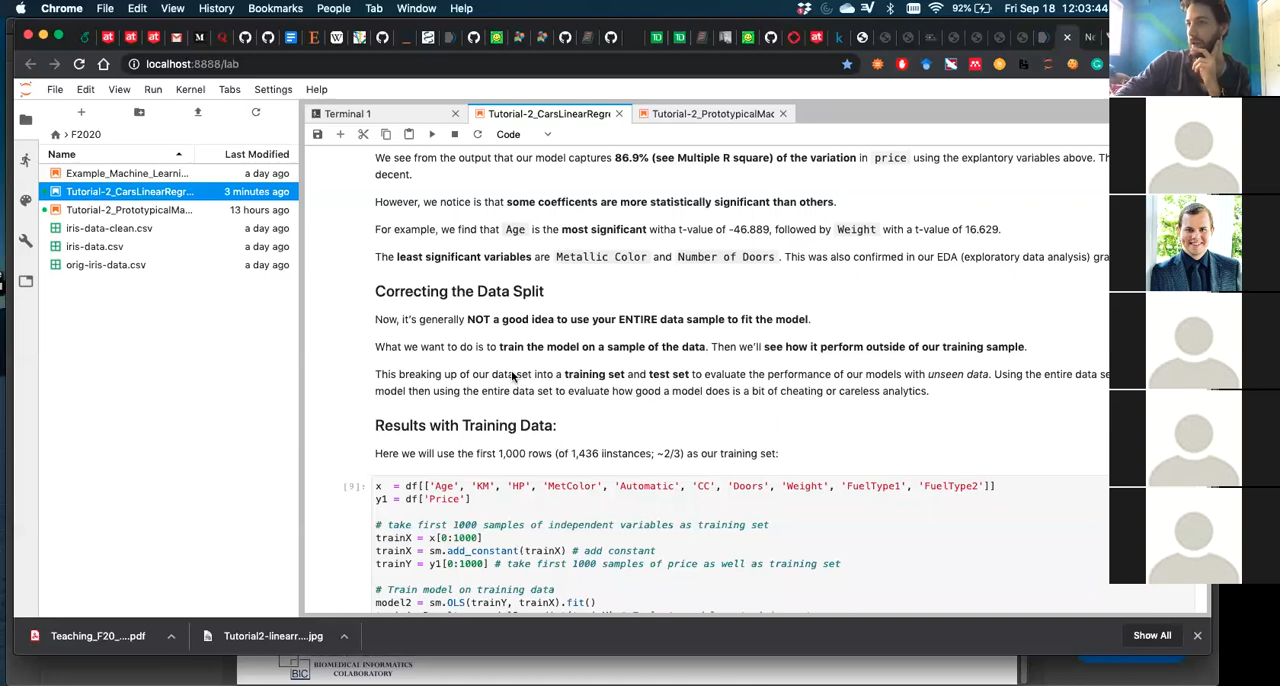 Chrome File Edit View History Bookmarks People Tab Window Help 92% Fri Sep 18 12:03:44
localhost:8888/lab
File Edit View Run Kernel Tabs Settings Help
Terminal 1 Tutorial-2_CarsLinearRegre Tutorial-2_PrototypicalMac
F2020
Code
Name Last Modified
Example_Machine_Learni... a day ago
Tutorial-2_CarsLinearRegr... 3 minutes ago
Tutorial-2_PrototypicalMa... 13 hours ago
iris-data-clean.csv a day ago
iris-data.csv a day ago
orig-iris-data.csv a day ago
We see from the output that our model captures 86.9% (see Multiple R square) of the variation in price using the explantory variables above. Th
decent.
However, we notice is that some coefficents are more statistically significant than others.
For example, we find that Age is the most significant witha t-value of -46.889, followed by Weight with a t-value of 16.629.
The least significant variables are Metallic Color and Number of Doors. This was also confirmed in our EDA (exploratory data analysis) gra
Correcting the Data Split
Now, it's generally NOT a good idea to use your ENTIRE data sample to fit the model.
What we want to do is to train the model on a sample of the data. Then we'll see how it perform outside of our training sample.
This breaking up of our data set into a training set and test set to evaluate the performance of our models with unseen data. Using the entire data se
model then using the entire data set to evaluate how good a model does is a bit of cheating or careless analytics.
Results with Training Data:
Here we will use the first 1,000 rows (of 1,436 iinstances; ~2/3) as our training set:
[9]: x = df[['Age', 'KM', 'HP', 'MetColor', 'Automatic', 'CC', 'Doors', 'Weight', 'FuelType1', 'FuelType2']]
y1 = df['Price']
# take first 1000 samples of independent variables as training set
trainX = x[0:1000]
trainX = sm.add_constant(trainX) # add constant
trainY = y1[0:1000] # take first 1000 samples of price as well as training set
# Train model on training data
model2 = sm.OLS(trainY, trainX).fit()
Teaching_F20_....pdf Tutorial2-linearr....jpg Show All
BIC BIOMEDICAL INFORMATICS
COLLABORATORY